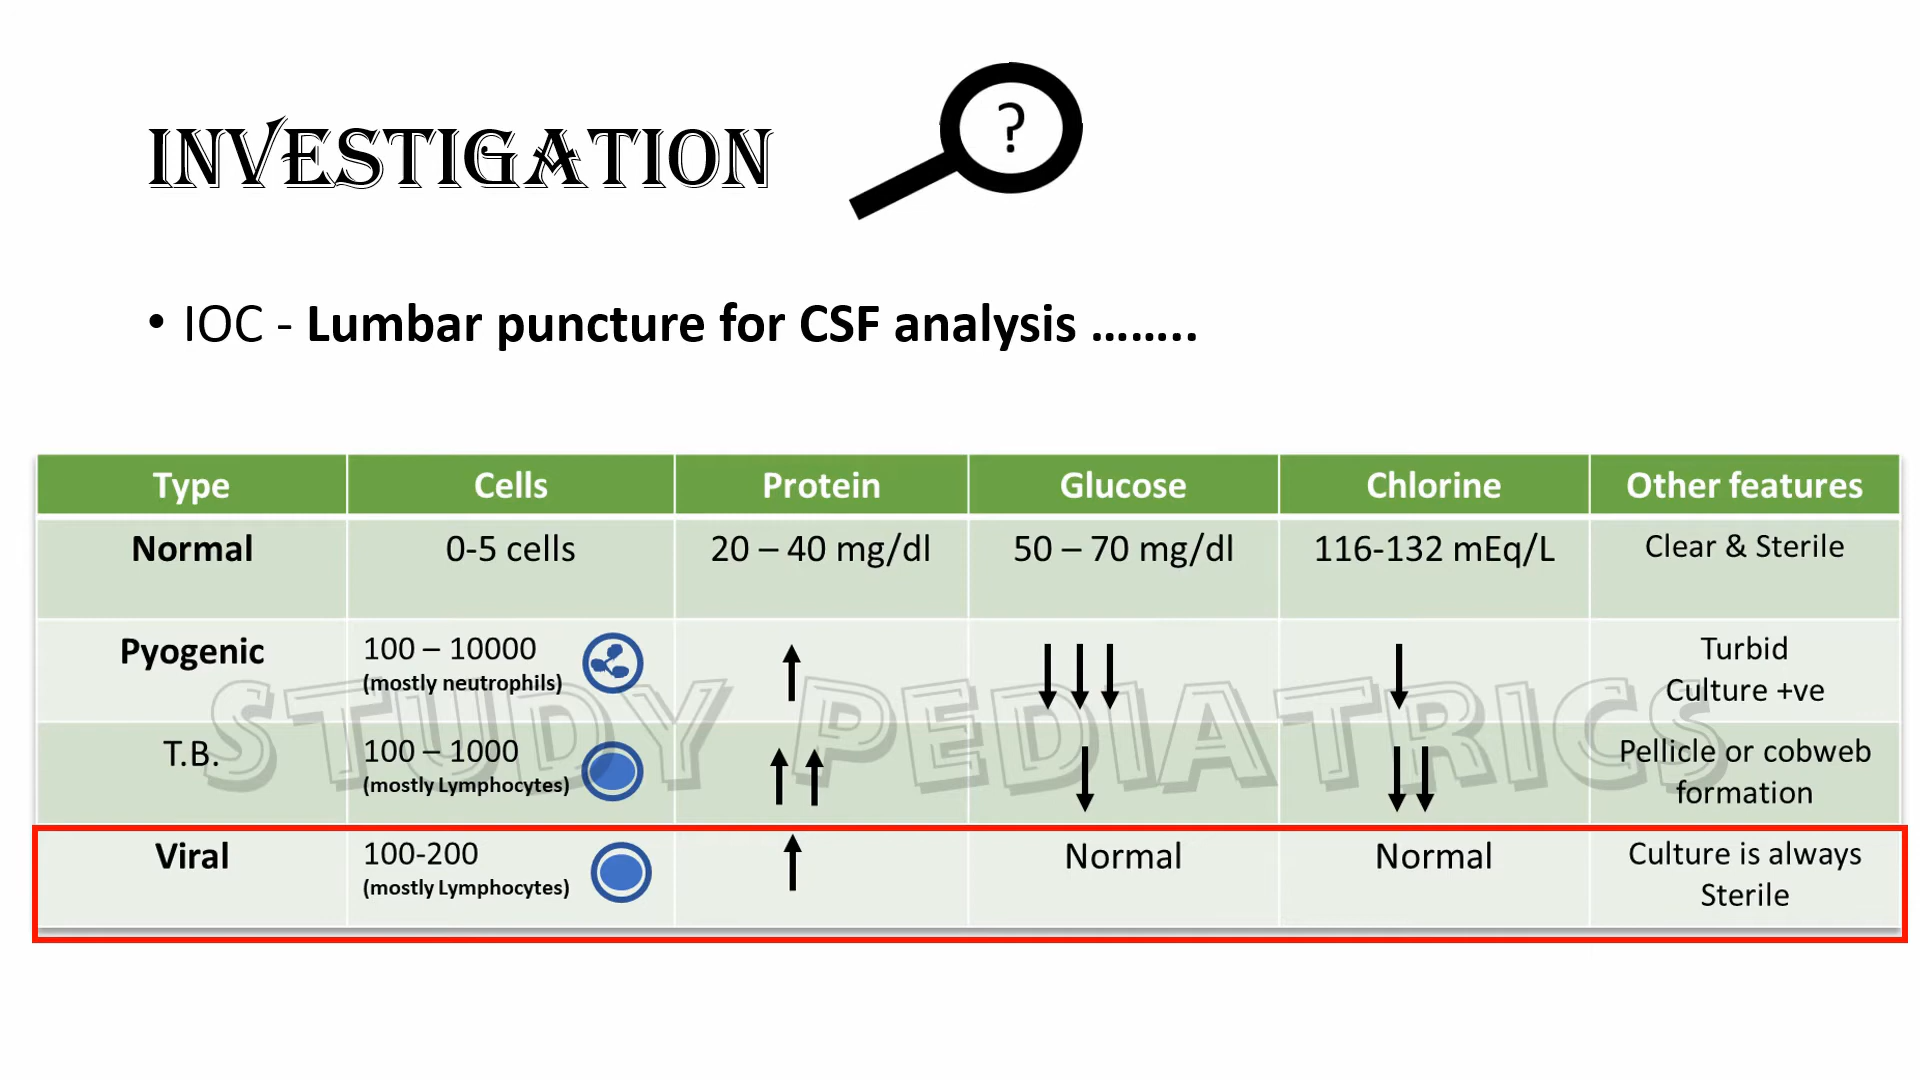 INVESTIGATION
?
• IOC - Lumbar puncture for CSF analysis ……..
Type Cells Protein Glucose Chlorine Other features
Normal 0-5 cells 20 – 40 mg/dl 50 – 70 mg/dl 116-132 mEq/L Clear & Sterile
Pyogenic 100 – 10000 ↑ ↓↓↓ ↓ Turbid
(mostly neutrophils) Culture +ve
STUDY PEDIATRICS
T.B. 100 – 1000 ↑↑ ↓ ↓↓ Pellicle or cobweb
(mostly Lymphocytes) formation
Viral 100-200 ↑ Normal Normal Culture is always
(mostly Lymphocytes) Sterile